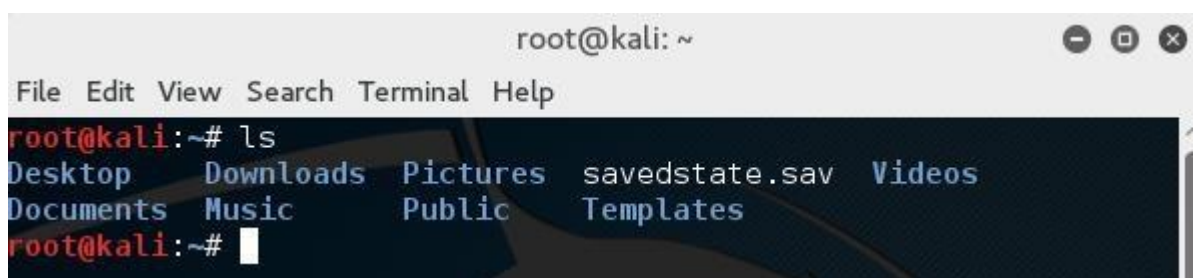 root@kali: ~
File Edit View Search Terminal Help
root@kali:~# ls
Desktop Downloads Pictures savedstate.sav Videos
Documents Music Public Templates
root@kali:~#